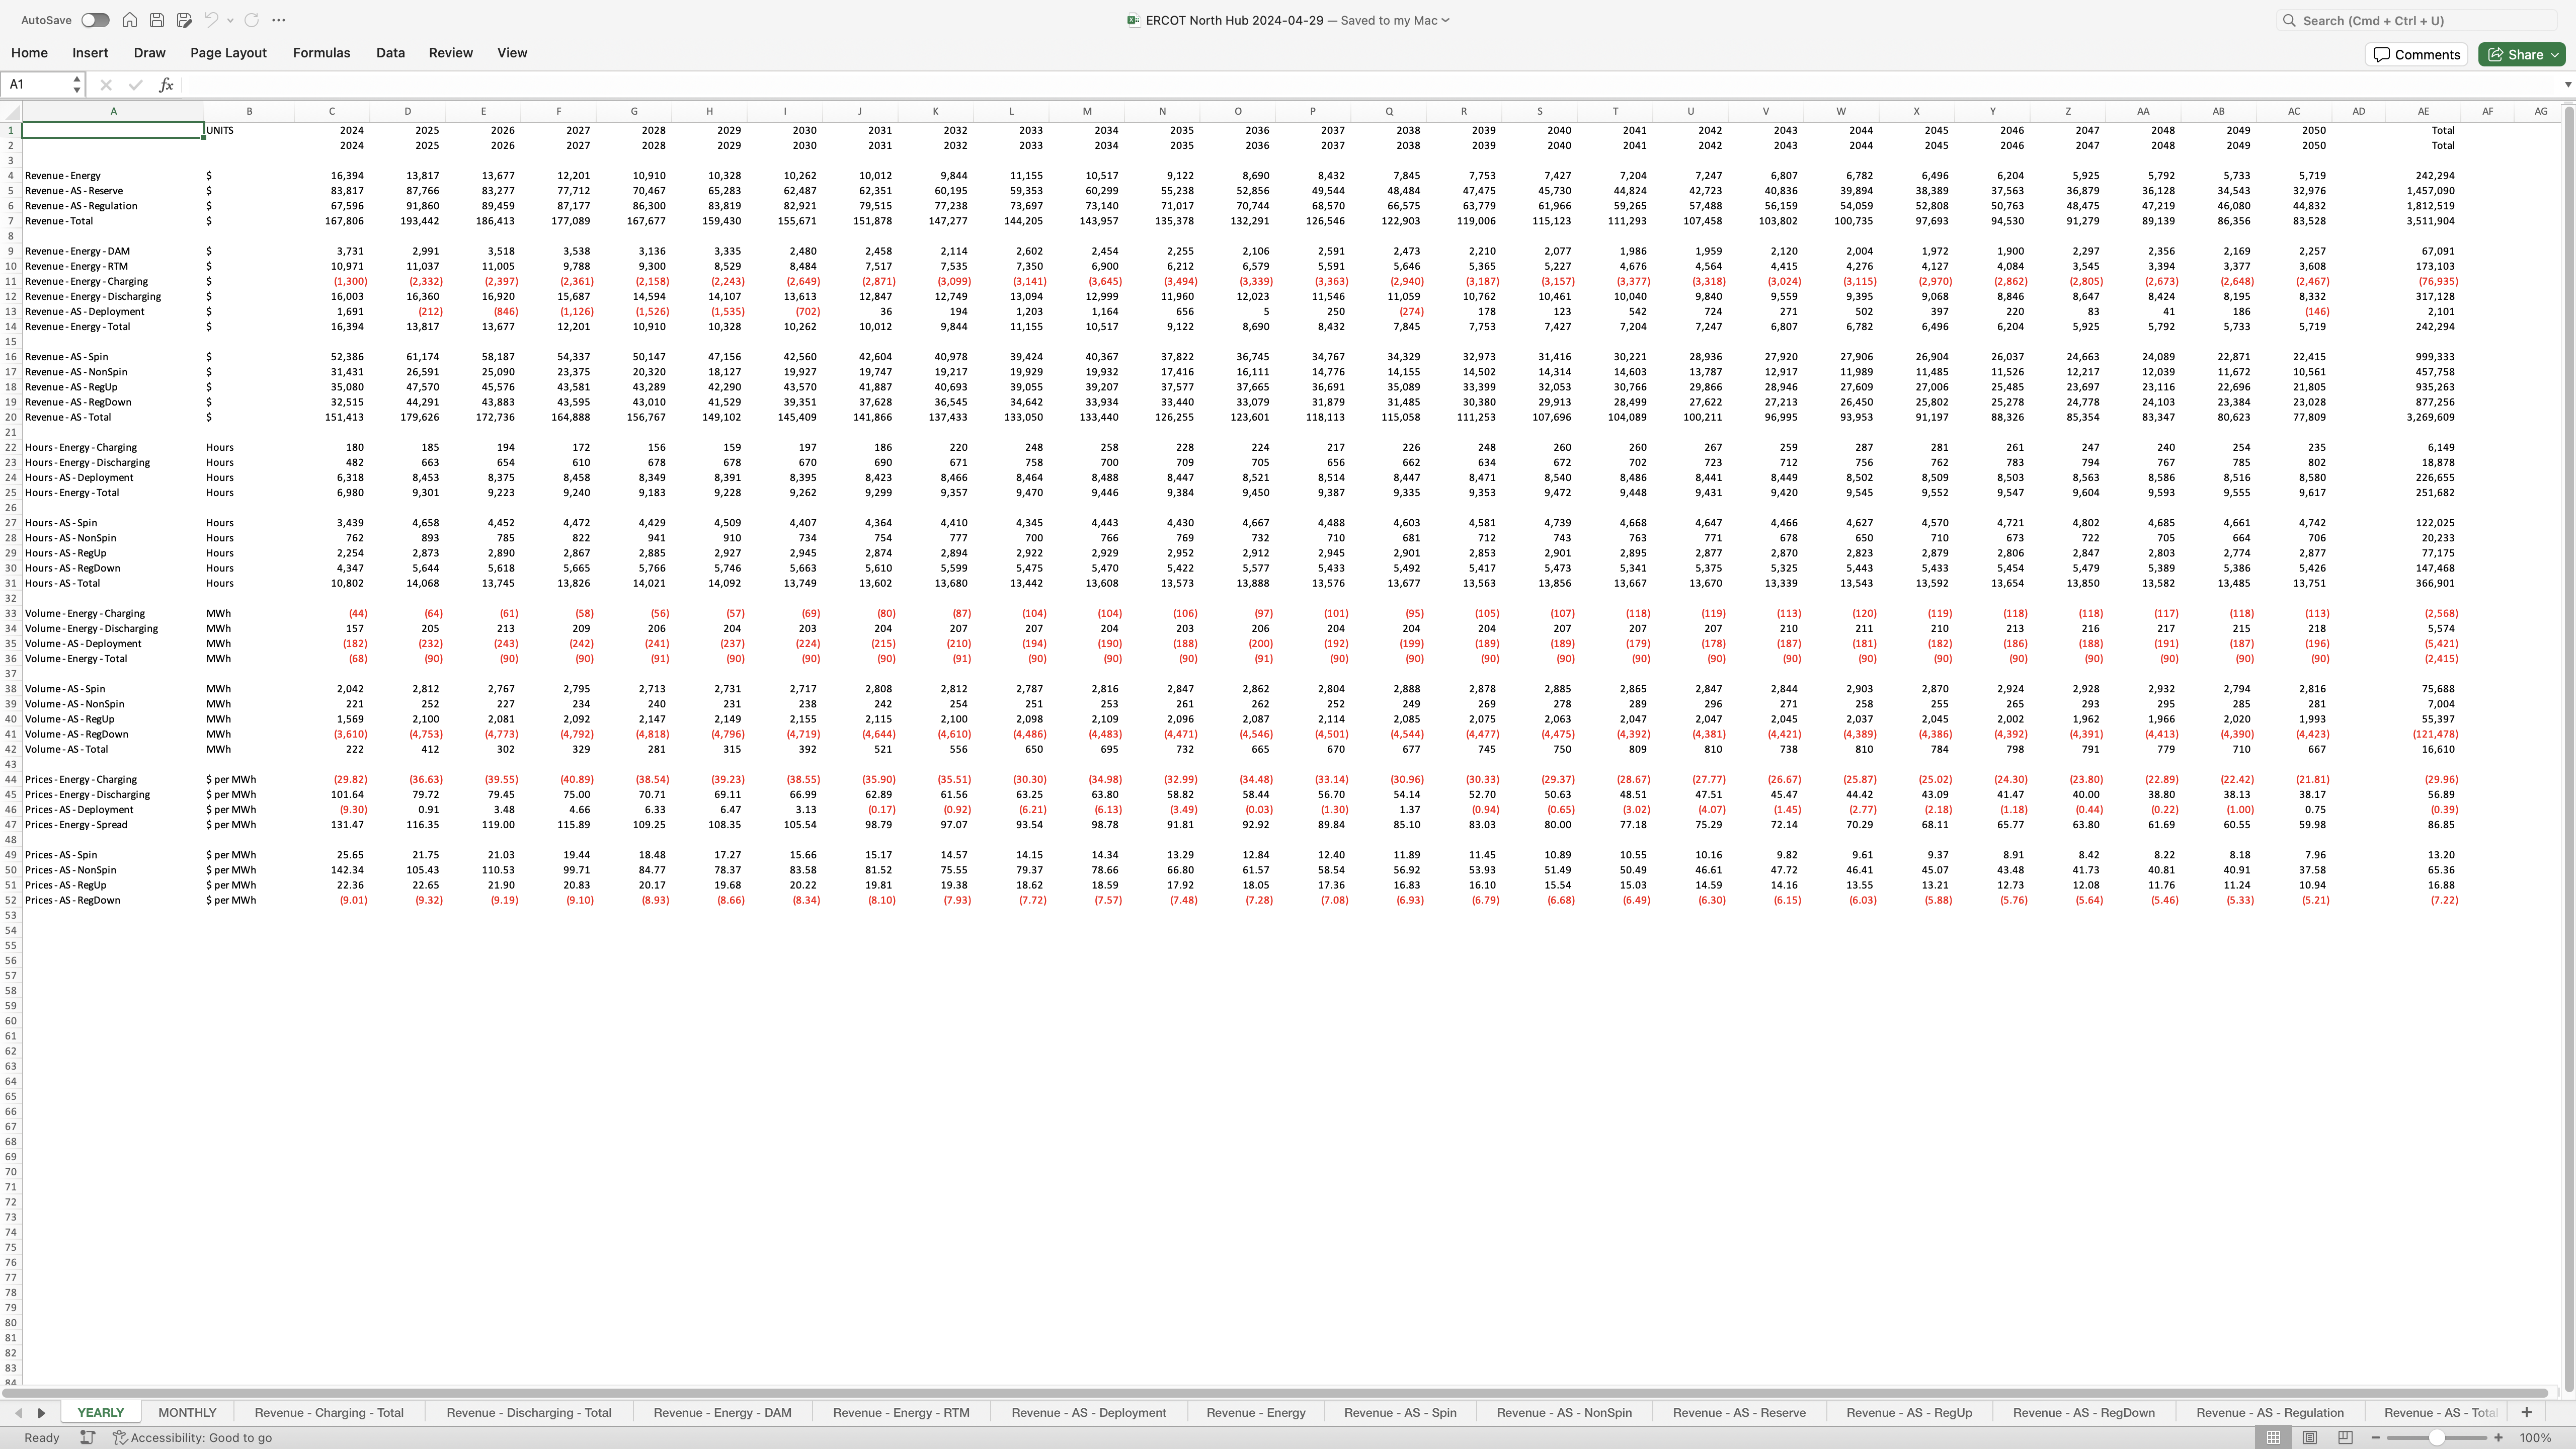 AutoSave
ERCOT North Hub 2024-04-29 — Saved to my Mac
Search (Cmd + Ctrl + U)
Home Insert Draw Page Layout Formulas Data Review View
Comments Share
A1 fx
A B C D E F G H I J K L M N O P Q R S T U V W X Y Z AA AB AC AD AE AF AG
1 UNITS 2024 2025 2026 2027 2028 2029 2030 2031 2032 2033 2034 2035 2036 2037 2038 2039 2040 2041 2042 2043 2044 2045 2046 2047 2048 2049 2050 Total
2 2024 2025 2026 2027 2028 2029 2030 2031 2032 2033 2034 2035 2036 2037 2038 2039 2040 2041 2042 2043 2044 2045 2046 2047 2048 2049 2050 Total
3
4 Revenue - Energy $ 16,394 13,817 13,677 12,201 10,910 10,328 10,262 10,012 9,844 11,155 10,517 9,122 8,690 8,432 7,845 7,753 7,427 7,204 7,247 6,807 6,782 6,496 6,204 5,925 5,792 5,733 5,719 242,294
5 Revenue - AS - Reserve $ 83,817 87,766 83,277 77,712 70,467 65,283 62,487 62,351 60,195 59,353 60,299 55,238 52,856 49,544 48,484 47,475 45,730 44,824 42,723 40,836 39,894 38,389 37,563 36,879 36,128 34,543 32,976 1,457,090
6 Revenue - AS - Regulation $ 67,596 91,860 89,459 87,177 86,300 83,819 82,921 79,515 77,238 73,697 73,140 71,017 70,744 68,570 66,575 63,779 61,966 59,265 57,488 56,159 54,059 52,808 50,763 48,475 47,219 46,080 44,832 1,812,519
7 Revenue - Total $ 167,806 193,442 186,413 177,089 167,677 159,430 155,671 151,878 147,277 144,205 143,957 135,378 132,291 126,546 122,903 119,006 115,123 111,293 107,458 103,802 100,735 97,693 94,530 91,279 89,139 86,356 83,528 3,511,904
8
9 Revenue - Energy - DAM $ 3,731 2,991 3,518 3,538 3,136 3,335 2,480 2,458 2,114 2,602 2,454 2,255 2,106 2,591 2,473 2,210 2,077 1,986 1,959 2,120 2,004 1,972 1,900 2,297 2,356 2,169 2,257 67,091
10 Revenue - Energy - RTM $ 10,971 11,037 11,005 9,788 9,300 8,529 8,484 7,517 7,535 7,350 6,900 6,212 6,579 5,591 5,646 5,365 5,227 4,676 4,564 4,415 4,276 4,127 4,084 3,545 3,394 3,377 3,608 173,103
11 Revenue - Energy - Charging $ (1,300) (2,332) (2,397) (2,361) (2,158) (2,243) (2,649) (2,871) (3,099) (3,141) (3,645) (3,494) (3,339) (3,363) (2,940) (3,187) (3,157) (3,377) (3,318) (3,024) (3,115) (2,970) (2,862) (2,805) (2,673) (2,648) (2,467) (76,935)
12 Revenue - Energy - Discharging $ 16,003 16,360 16,920 15,687 14,594 14,107 13,613 12,847 12,749 13,094 12,999 11,960 12,023 11,546 11,059 10,762 10,461 10,040 9,840 9,559 9,395 9,068 8,846 8,647 8,424 8,195 8,332 317,128
13 Revenue - AS - Deployment $ 1,691 (212) (846) (1,126) (1,526) (1,535) (702) 36 194 1,203 1,164 656 5 250 (274) 178 123 542 724 271 502 397 220 83 41 186 (146) 2,101
14 Revenue - Energy - Total $ 16,394 13,817 13,677 12,201 10,910 10,328 10,262 10,012 9,844 11,155 10,517 9,122 8,690 8,432 7,845 7,753 7,427 7,204 7,247 6,807 6,782 6,496 6,204 5,925 5,792 5,733 5,719 242,294
15
16 Revenue - AS - Spin $ 52,386 61,174 58,187 54,337 50,147 47,156 42,560 42,604 40,978 39,424 40,367 37,822 36,745 34,767 34,329 32,973 31,416 30,221 28,936 27,920 27,906 26,904 26,037 24,663 24,089 22,871 22,415 999,333
17 Revenue - AS - NonSpin $ 31,431 26,591 25,090 23,375 20,320 18,127 19,927 19,747 19,217 19,929 19,932 17,416 16,111 14,776 14,155 14,502 14,314 14,603 13,787 12,917 11,989 11,485 11,526 12,217 12,039 11,672 10,561 457,758
18 Revenue - AS - RegUp $ 35,080 47,570 45,576 43,581 43,289 42,290 43,570 41,887 40,693 39,055 39,207 37,577 37,665 36,691 35,089 33,399 32,053 30,766 29,866 28,946 27,609 27,006 25,485 23,697 23,116 22,696 21,805 935,263
19 Revenue - AS - RegDown $ 32,515 44,291 43,883 43,595 43,010 41,529 39,351 37,628 36,545 34,642 33,934 33,440 33,079 31,879 31,485 30,380 29,913 28,499 27,622 27,213 26,450 25,802 25,278 24,778 24,103 23,384 23,028 877,256
20 Revenue - AS - Total $ 151,413 179,626 172,736 164,888 156,767 149,102 145,409 141,866 137,433 133,050 133,440 126,255 123,601 118,113 115,058 111,253 107,696 104,089 100,211 96,995 93,953 91,197 88,326 85,354 83,347 80,623 77,809 3,269,609
21
22 Hours - Energy - Charging Hours 180 185 194 172 156 159 197 186 220 248 258 228 224 217 226 248 260 260 267 259 287 281 261 247 240 254 235 6,149
23 Hours - Energy - Discharging Hours 482 663 654 610 678 678 670 690 671 758 700 709 705 656 662 634 672 702 723 712 756 762 783 794 767 785 802 18,878
24 Hours - AS - Deployment Hours 6,318 8,453 8,375 8,458 8,349 8,391 8,395 8,423 8,466 8,464 8,488 8,447 8,521 8,514 8,447 8,471 8,540 8,486 8,441 8,449 8,502 8,509 8,503 8,563 8,586 8,516 8,580 226,655
25 Hours - Energy - Total Hours 6,980 9,301 9,223 9,240 9,183 9,228 9,262 9,299 9,357 9,470 9,446 9,384 9,450 9,387 9,335 9,353 9,472 9,448 9,431 9,420 9,545 9,552 9,547 9,604 9,593 9,555 9,617 251,682
26
27 Hours - AS - Spin Hours 3,439 4,658 4,452 4,472 4,429 4,509 4,407 4,364 4,410 4,345 4,443 4,430 4,667 4,488 4,603 4,581 4,739 4,668 4,647 4,466 4,627 4,570 4,721 4,802 4,685 4,661 4,742 122,025
28 Hours - AS - NonSpin Hours 762 893 785 822 941 910 734 754 777 700 766 769 732 710 681 712 743 763 771 678 650 710 673 722 705 664 706 20,233
29 Hours - AS - RegUp Hours 2,254 2,873 2,890 2,867 2,885 2,927 2,945 2,874 2,894 2,922 2,929 2,952 2,912 2,945 2,901 2,853 2,901 2,895 2,877 2,870 2,823 2,879 2,806 2,847 2,803 2,774 2,877 77,175
30 Hours - AS - RegDown Hours 4,347 5,644 5,618 5,665 5,766 5,746 5,663 5,610 5,599 5,475 5,470 5,422 5,577 5,433 5,492 5,417 5,473 5,341 5,375 5,325 5,443 5,433 5,454 5,479 5,389 5,386 5,426 147,468
31 Hours - AS - Total Hours 10,802 14,068 13,745 13,826 14,021 14,092 13,749 13,602 13,680 13,442 13,608 13,573 13,888 13,576 13,677 13,563 13,856 13,667 13,670 13,339 13,543 13,592 13,654 13,850 13,582 13,485 13,751 366,901
32
33 Volume - Energy - Charging MWh (44) (64) (61) (58) (56) (57) (69) (80) (87) (104) (104) (106) (97) (101) (95) (105) (107) (118) (119) (113) (120) (119) (118) (118) (117) (118) (113) (2,568)
34 Volume - Energy - Discharging MWh 157 205 213 209 206 204 203 204 207 207 204 203 206 204 204 204 207 207 207 210 211 210 213 216 217 215 218 5,574
35 Volume - AS - Deployment MWh (182) (232) (243) (242) (241) (237) (224) (215) (210) (194) (190) (188) (200) (192) (199) (189) (189) (179) (178) (187) (181) (182) (186) (188) (191) (187) (196) (5,421)
36 Volume - Energy - Total MWh (68) (90) (90) (90) (91) (90) (90) (90) (91) (90) (90) (90) (91) (90) (90) (90) (90) (90) (90) (90) (90) (90) (90) (90) (90) (90) (90) (2,415)
37
38 Volume - AS - Spin MWh 2,042 2,812 2,767 2,795 2,713 2,731 2,717 2,808 2,812 2,787 2,816 2,847 2,862 2,804 2,888 2,878 2,885 2,865 2,847 2,844 2,903 2,870 2,924 2,928 2,932 2,794 2,816 75,688
39 Volume - AS - NonSpin MWh 221 252 227 234 240 231 238 242 254 251 253 261 262 252 249 269 278 289 296 271 258 255 265 293 295 285 281 7,004
40 Volume - AS - RegUp MWh 1,569 2,100 2,081 2,092 2,147 2,149 2,155 2,115 2,100 2,098 2,109 2,096 2,087 2,114 2,085 2,075 2,063 2,047 2,047 2,045 2,037 2,045 2,002 1,962 1,966 2,020 1,993 55,397
41 Volume - AS - RegDown MWh (3,610) (4,753) (4,773) (4,792) (4,818) (4,796) (4,719) (4,644) (4,610) (4,486) (4,483) (4,471) (4,546) (4,501) (4,544) (4,477) (4,475) (4,392) (4,381) (4,421) (4,389) (4,386) (4,392) (4,391) (4,413) (4,390) (4,423) (121,478)
42 Volume - AS - Total MWh 222 412 302 329 281 315 392 521 556 650 695 732 665 670 677 745 750 809 810 738 810 784 798 791 779 710 667 16,610
43
44 Prices - Energy - Charging $ per MWh (29.82) (36.63) (39.55) (40.89) (38.54) (39.23) (38.55) (35.90) (35.51) (30.30) (34.98) (32.99) (34.48) (33.14) (30.96) (30.33) (29.37) (28.67) (27.77) (26.67) (25.87) (25.02) (24.30) (23.80) (22.89) (22.42) (21.81) (29.96)
45 Prices - Energy - Discharging $ per MWh 101.64 79.72 79.45 75.00 70.71 69.11 66.99 62.89 61.56 63.25 63.80 58.82 58.44 56.70 54.14 52.70 50.63 48.51 47.51 45.47 44.42 43.09 41.47 40.00 38.80 38.13 38.17 56.89
46 Prices - AS - Deployment $ per MWh (9.30) 0.91 3.48 4.66 6.33 6.47 3.13 (0.17) (0.92) (6.21) (6.13) (3.49) (0.03) (1.30) 1.37 (0.94) (0.65) (3.02) (4.07) (1.45) (2.77) (2.18) (1.18) (0.44) (0.22) (1.00) 0.75 (0.39)
47 Prices - Energy - Spread $ per MWh 131.47 116.35 119.00 115.89 109.25 108.35 105.54 98.79 97.07 93.54 98.78 91.81 92.92 89.84 85.10 83.03 80.00 77.18 75.29 72.14 70.29 68.11 65.77 63.80 61.69 60.55 59.98 86.85
48
49 Prices - AS - Spin $ per MWh 25.65 21.75 21.03 19.44 18.48 17.27 15.66 15.17 14.57 14.15 14.34 13.29 12.84 12.40 11.89 11.45 10.89 10.55 10.16 9.82 9.61 9.37 8.91 8.42 8.22 8.18 7.96 13.20
50 Prices - AS - NonSpin $ per MWh 142.34 105.43 110.53 99.71 84.77 78.37 83.58 81.52 75.55 79.37 78.66 66.80 61.57 58.54 56.92 53.93 51.49 50.49 46.61 47.72 46.41 45.07 43.48 41.73 40.81 40.91 37.58 65.36
51 Prices - AS - RegUp $ per MWh 22.36 22.65 21.90 20.83 20.17 19.68 20.22 19.81 19.38 18.62 18.59 17.92 18.05 17.36 16.83 16.10 15.54 15.03 14.59 14.16 13.55 13.21 12.73 12.08 11.76 11.24 10.94 16.88
52 Prices - AS - RegDown $ per MWh (9.01) (9.32) (9.19) (9.10) (8.93) (8.66) (8.34) (8.10) (7.93) (7.72) (7.57) (7.48) (7.28) (7.08) (6.93) (6.79) (6.68) (6.49) (6.30) (6.15) (6.03) (5.88) (5.76) (5.64) (5.46) (5.33) (5.21) (7.22)
53
54
55
56
57
58
59
60
61
62
63
64
65
66
67
68
69
70
71
72
73
74
75
76
77
78
79
80
81
82
83
84
YEARLY MONTHLY Revenue - Charging - Total Revenue - Discharging - Total Revenue - Energy - DAM Revenue - Energy - RTM Revenue - AS - Deployment Revenue - Energy Revenue - AS - Spin Revenue - AS - NonSpin Revenue - AS - Reserve Revenue - AS - RegUp Revenue - AS - RegDown Revenue - AS - Regulation Revenue - AS - Total
Ready Accessibility: Good to go 100%